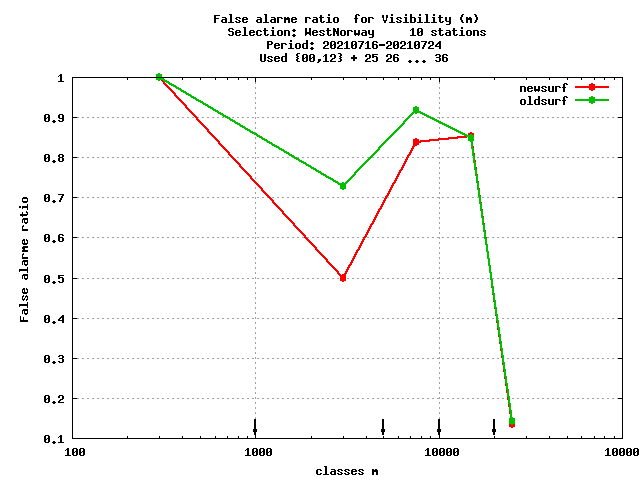 False alarme ratio  for Visibility (m)
Selection: WestNorway     10 stations
Period: 20210716-20210724
Used {00,12} + 25 26 ... 36
newsurf
oldsurf
False alarme ratio
1
0.9
0.8
0.7
0.6
0.5
0.4
0.3
0.2
0.1
100
1000
10000
10000
classes m